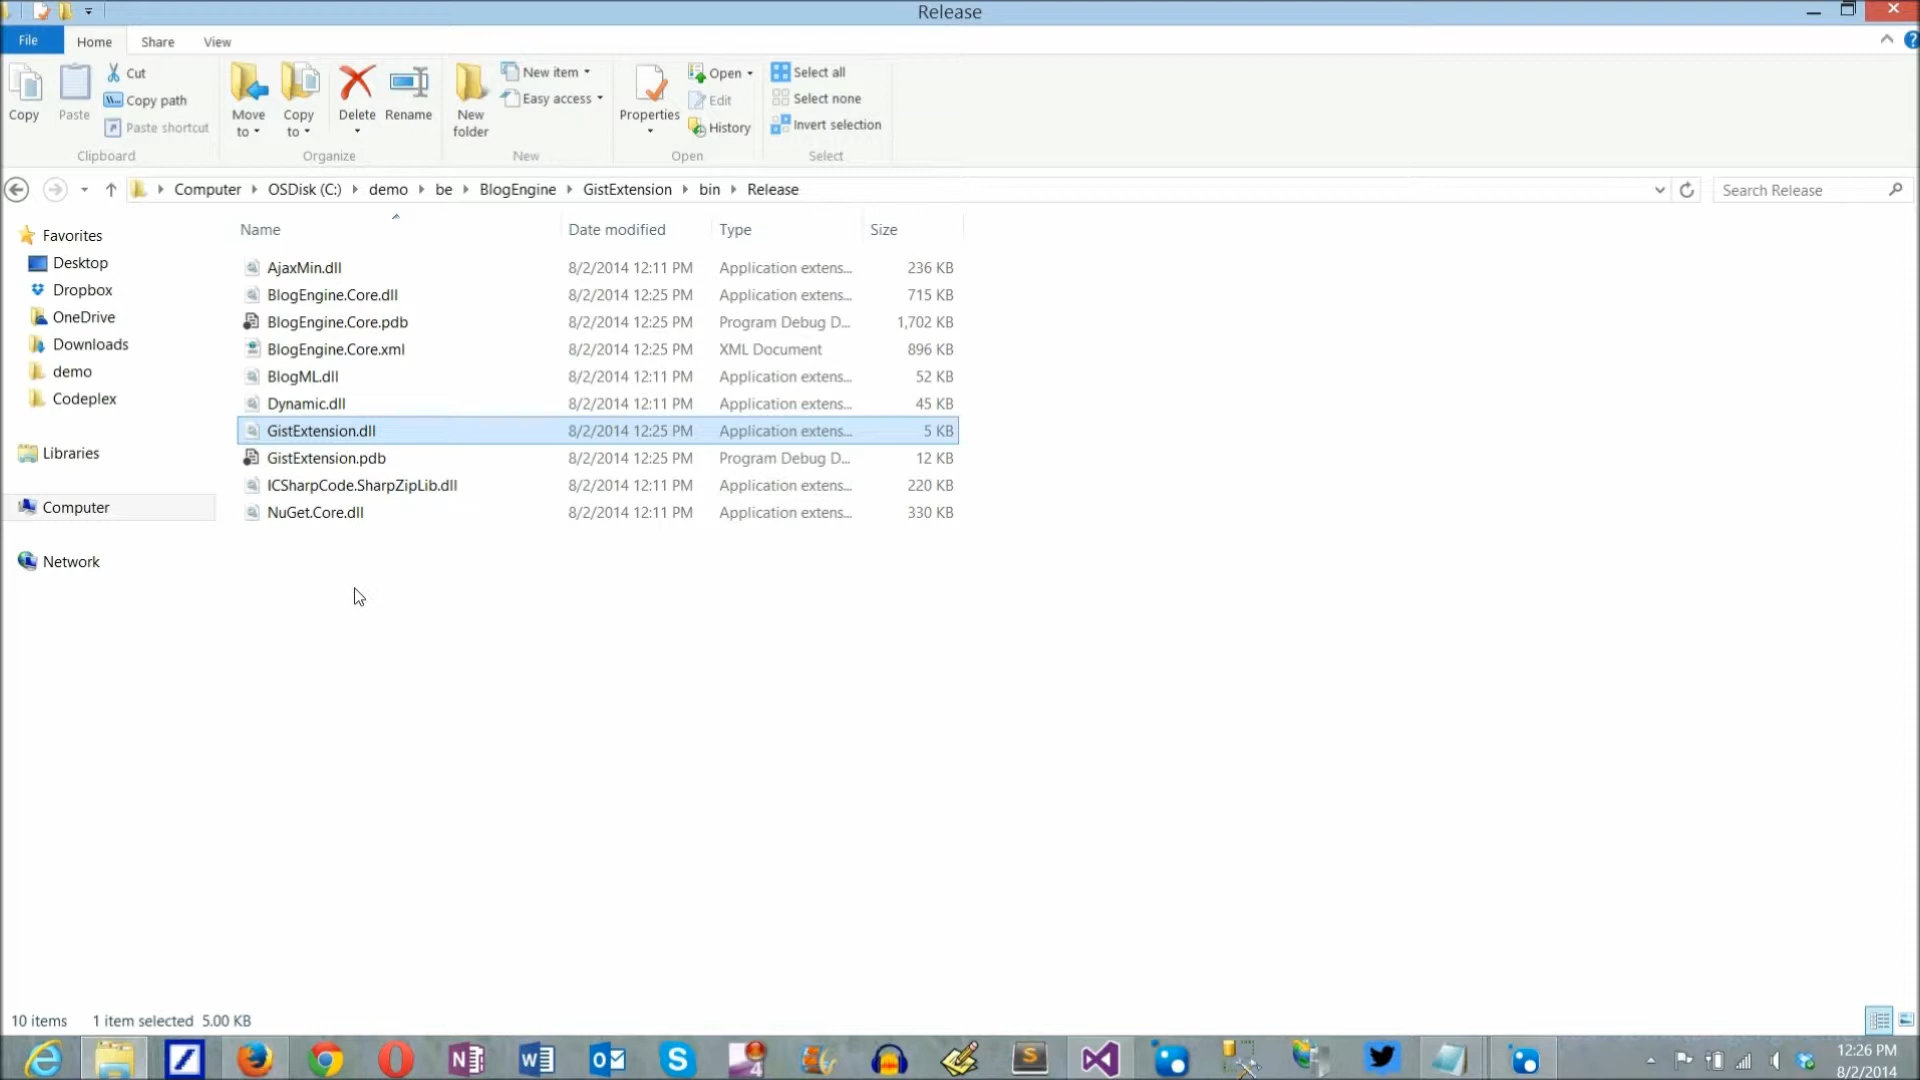 Release
File Home Share View
Copy Paste Cut Copy path Paste shortcut Clipboard
Move to Copy to Delete Rename Organize
New folder New item Easy access New
Properties Open Edit History Open
Select all Select none Invert selection Select
Computer OSDisk (C:) demo be BlogEngine GistExtension bin Release
Search Release
Favorites
Desktop
Dropbox
OneDrive
Downloads
demo
Codeplex
Libraries
Computer
Network
Name Date modified Type Size
AjaxMin.dll 8/2/2014 12:11 PM Application extens... 236 KB
BlogEngine.Core.dll 8/2/2014 12:25 PM Application extens... 715 KB
BlogEngine.Core.pdb 8/2/2014 12:25 PM Program Debug D... 1,702 KB
BlogEngine.Core.xml 8/2/2014 12:25 PM XML Document 896 KB
BlogML.dll 8/2/2014 12:11 PM Application extens... 52 KB
Dynamic.dll 8/2/2014 12:11 PM Application extens... 45 KB
GistExtension.dll 8/2/2014 12:25 PM Application extens... 5 KB
GistExtension.pdb 8/2/2014 12:25 PM Program Debug D... 12 KB
ICSharpCode.SharpZipLib.dll 8/2/2014 12:11 PM Application extens... 220 KB
NuGet.Core.dll 8/2/2014 12:11 PM Application extens... 330 KB
10 items 1 item selected 5.00 KB
12:26 PM
8/2/2014